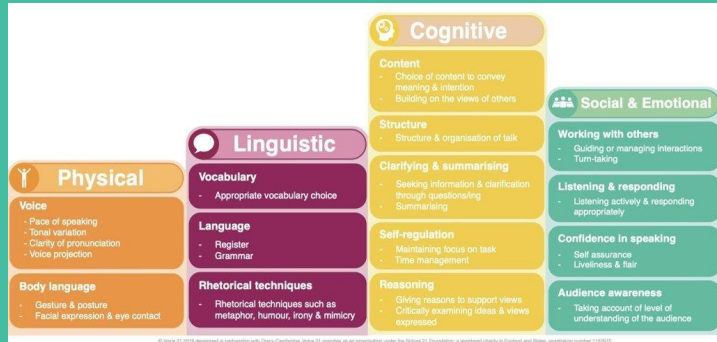 Physical
Voice
- Pace of speaking
- Tonal variation
- Clarity of pronunciation
- Voice projection
Body language
- Gesture & posture
- Facial expression & eye contact
Linguistic
Vocabulary
- Appropriate vocabulary choice
Language
- Register
- Grammar
Rhetorical techniques
- Rhetorical techniques such as
metaphor, humour, irony & mimicry
Cognitive
Content
- Choice of content to convey
meaning & intention
- Building on the views of others
Structure
- Structure & organisation of talk
Clarifying & summarising
- Seeking information & clarification
through questions/ing
- Summarising
Self-regulation
- Maintaining focus on task
- Time management
Reasoning
- Giving reasons to support views
- Critically examining ideas & views
expressed
Social & Emotional
Working with others
- Guiding or managing interactions
- Turn-taking
Listening & responding
- Listening actively & responding
appropriately
Confidence in speaking
- Self assurance
- Liveliness & flair
Audience awareness
- Taking account of level of
understanding of the audience